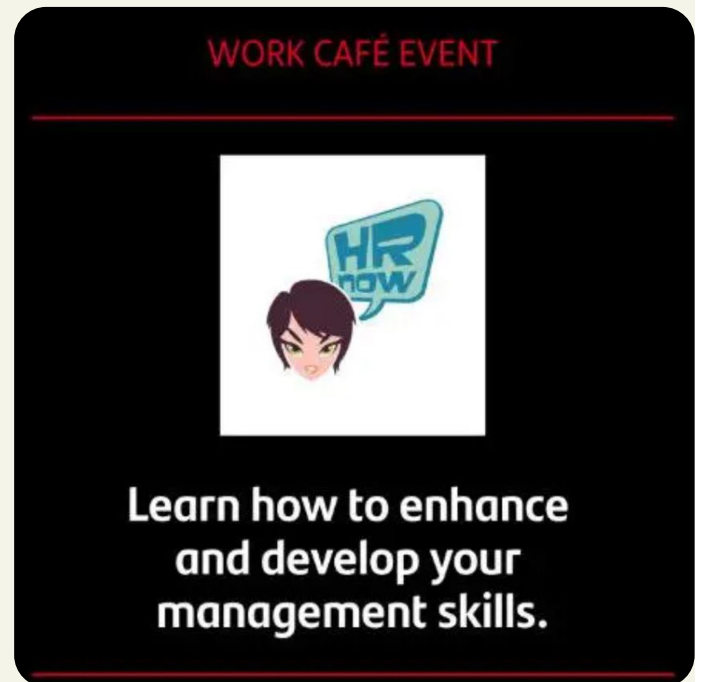 WORK CAFÉ EVENT
HR
now
Learn how to enhance
and develop your
management skills.